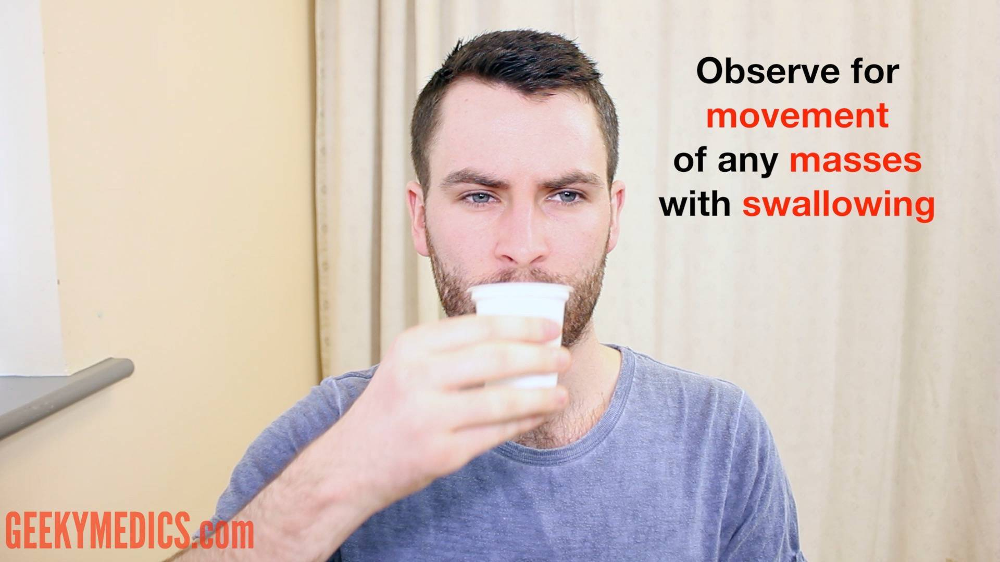 Observe for
movement
of any masses
with swallowing
GEEKYMEDICS.com